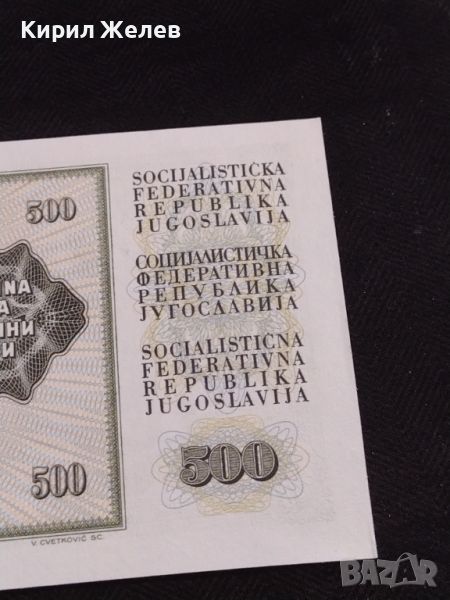 Кирил Желев
500
SOCIJALISTIČKA
FEDERATIVNA
REPUBLIKA
JUGOSLAVIJA
СОЦИЈАЛИСТИЧКА
ФЕДЕРАТИВНА
РЕПУБЛИКА
ЈУГОСЛАВИЈА
SOCIALISTIČNA
FEDERATIVNA
REPUBLIKA
JUGOSLAVIJA
500
500
V. CVETKOVIĆ SC.
BAZAR